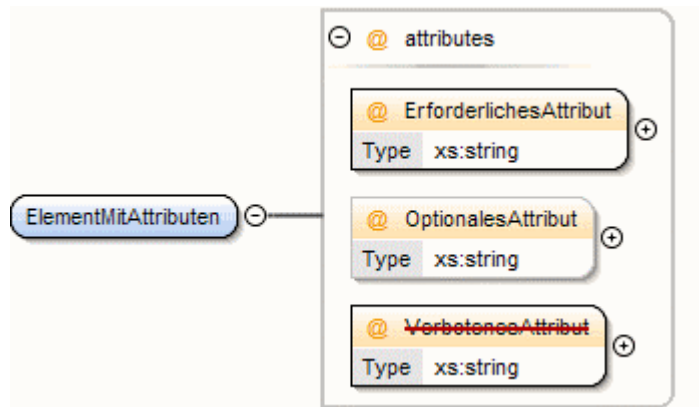 @ attributes
@ ErforderlichesAttribut
Type xs:string
ElementMitAttributen
@ OptionalesAttribut
Type xs:string
@ VerbotenesAttribut
Type xs:string